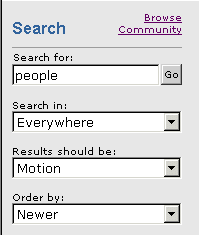 Search
Browse
Community
Search for:
people
Go
Search in:
Everywhere
Results should be:
Motion
Order by:
Newer